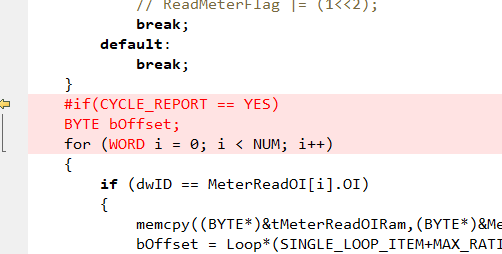 // ReadMeterFlag |= (1<<2);
break;
default:
break;
}
#if(CYCLE_REPORT == YES)
BYTE bOffset;
for (WORD i = 0; i < NUM; i++)
{
if (dwID == MeterReadOI[i].OI)
{
memcpy((BYTE*)&tMeterReadOIRam,(BYTE*)&Me
bOffset = Loop*(SINGLE_LOOP_ITEM+MAX_RATI